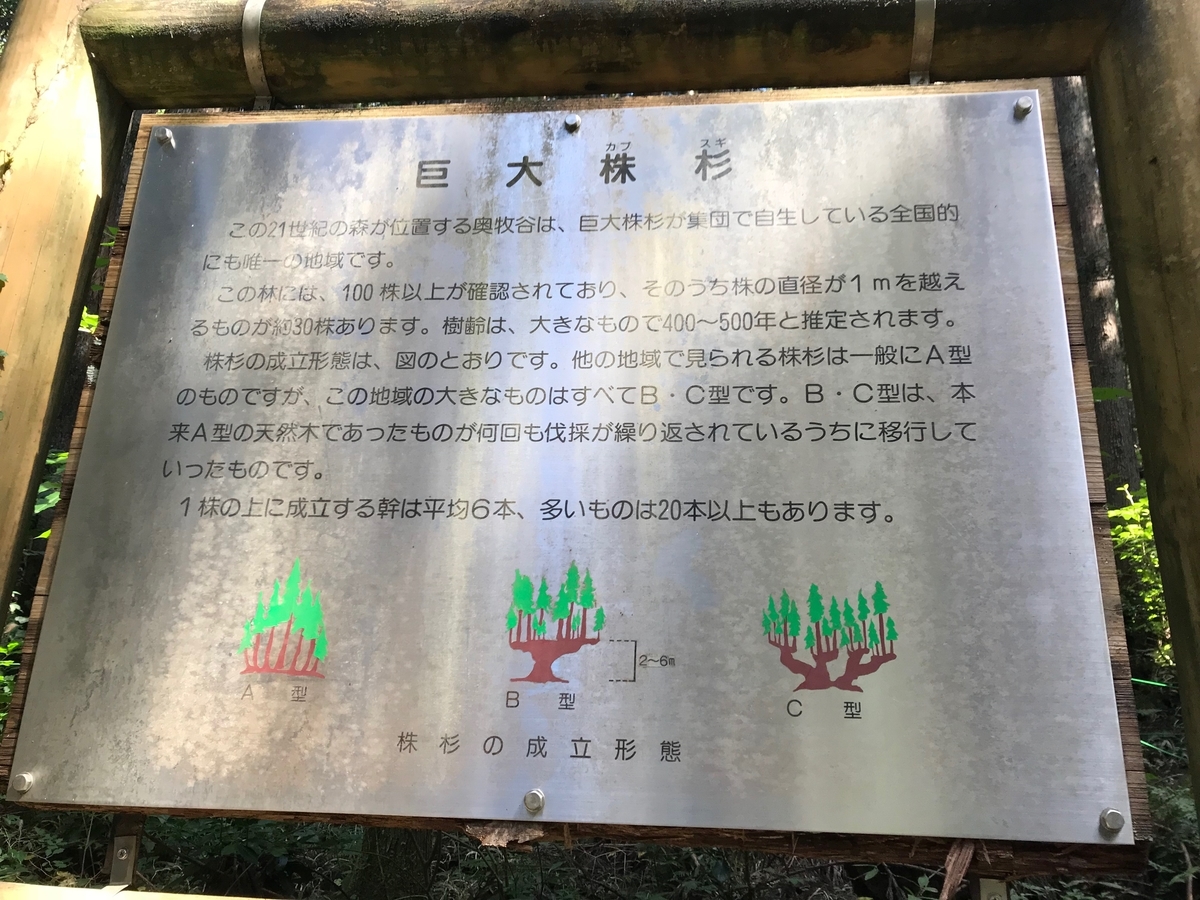 カブ スギ
巨大株杉
この21世紀の森が位置する奥牧谷は、巨大株杉が集団で自生している全国的
にも唯一の地域です。
この林には、100株以上が確認されており、そのうち株の直径が1mを越え
るものが約30株あります。樹齢は、大きなもので400〜500年と推定されます。
株杉の成立形態は、図のとおりです。他の地域で見られる株杉は一般にA型
のものですが、この地域の大きなものはすべてB・C型です。B・C型は、本
来A型の天然木であったものが何回も伐採が繰り返されているうちに移行して
いったものです。
1株の上に成立する幹は平均6本、多いものは20本以上もあります。
2〜6m
A型
B型
C型
株杉の成立形態